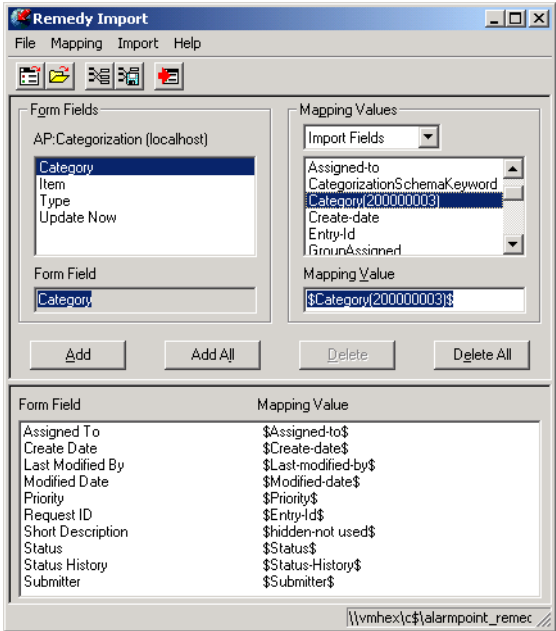 Remedy Import
File Mapping Import Help
Form Fields
AP:Categorization (localhost)
Category
Item
Type
Update Now
Form Field
Category
Mapping Values
Import Fields
Assigned-to
CategorizationSchemaKeyword
Category(200000003)
Create-date
Entry-Id
GroupAssigned
Mapping Value
$Category(200000003)$
Add Add All Delete Delete All
Form Field Mapping Value
Assigned To $Assigned-to$
Create Date $Create-date$
Last Modified By $Last-modified-by$
Modified Date $Modified-date$
Priority $Priority$
Request ID $Entry-Id$
Short Description $hidden-not used$
Status $Status$
Status History $Status-History$
Submitter $Submitter$
\\vmhex\c$\alarmpoint_remec